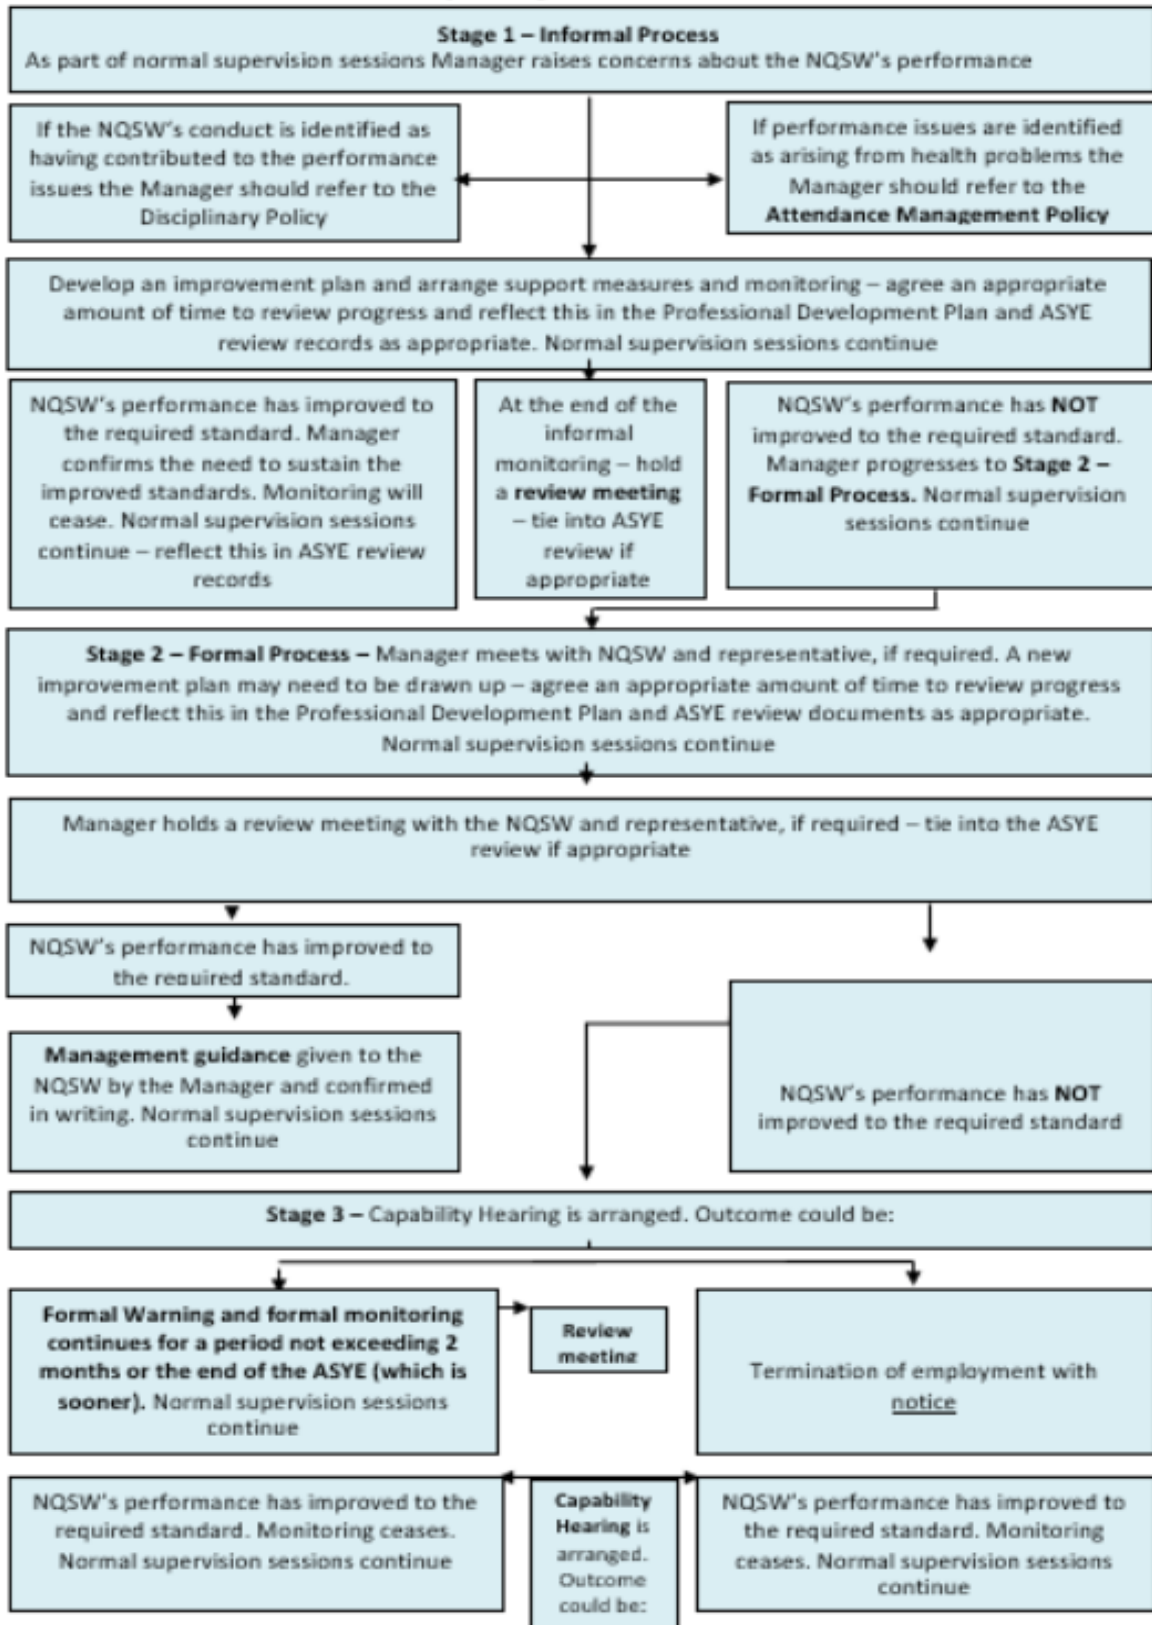 Stage 1 – Informal Process
As part of normal supervision sessions Manager raises concerns about the NQSW's performance
If the NQSW's conduct is identified as
having contributed to the performance
issues the Manager should refer to the
Disciplinary Policy
If performance issues are identified
as arising from health problems the
Manager should refer to the
Attendance Management Policy
Develop an improvement plan and arrange support measures and monitoring – agree an appropriate
amount of time to review progress and reflect this in the Professional Development Plan and ASYE
review records as appropriate. Normal supervision sessions continue
NQSW's performance has improved to
the required standard. Manager
confirms the need to sustain the
improved standards. Monitoring will
cease. Normal supervision sessions
continue – reflect this in ASYE review
records
At the end of the
informal
monitoring – hold
a review meeting
– tie into ASYE
review if
appropriate
NQSW's performance has NOT
improved to the required standard.
Manager progresses to Stage 2 –
Formal Process. Normal supervision
sessions continue
Stage 2 – Formal Process – Manager meets with NQSW and representative, if required. A new
improvement plan may need to be drawn up – agree an appropriate amount of time to review progress
and reflect this in the Professional Development Plan and ASYE review documents as appropriate.
Normal supervision sessions continue
Manager holds a review meeting with the NQSW and representative, if required – tie into the ASYE
review if appropriate
NQSW's performance has improved to
the required standard.
Management guidance given to the
NQSW by the Manager and confirmed
in writing. Normal supervision sessions
continue
NQSW's performance has NOT
improved to the required standard
Stage 3 – Capability Hearing is arranged. Outcome could be:
Formal Warning and formal monitoring
continues for a period not exceeding 2
months or the end of the ASYE (which is
sooner). Normal supervision sessions
continue
Review
meeting
Termination of employment with
notice
NQSW's performance has improved to the
required standard. Monitoring ceases.
Normal supervision sessions continue
Capability
Hearing is
arranged.
Outcome
could be:
NQSW's performance has improved to
the required standard. Monitoring
ceases. Normal supervision sessions
continue